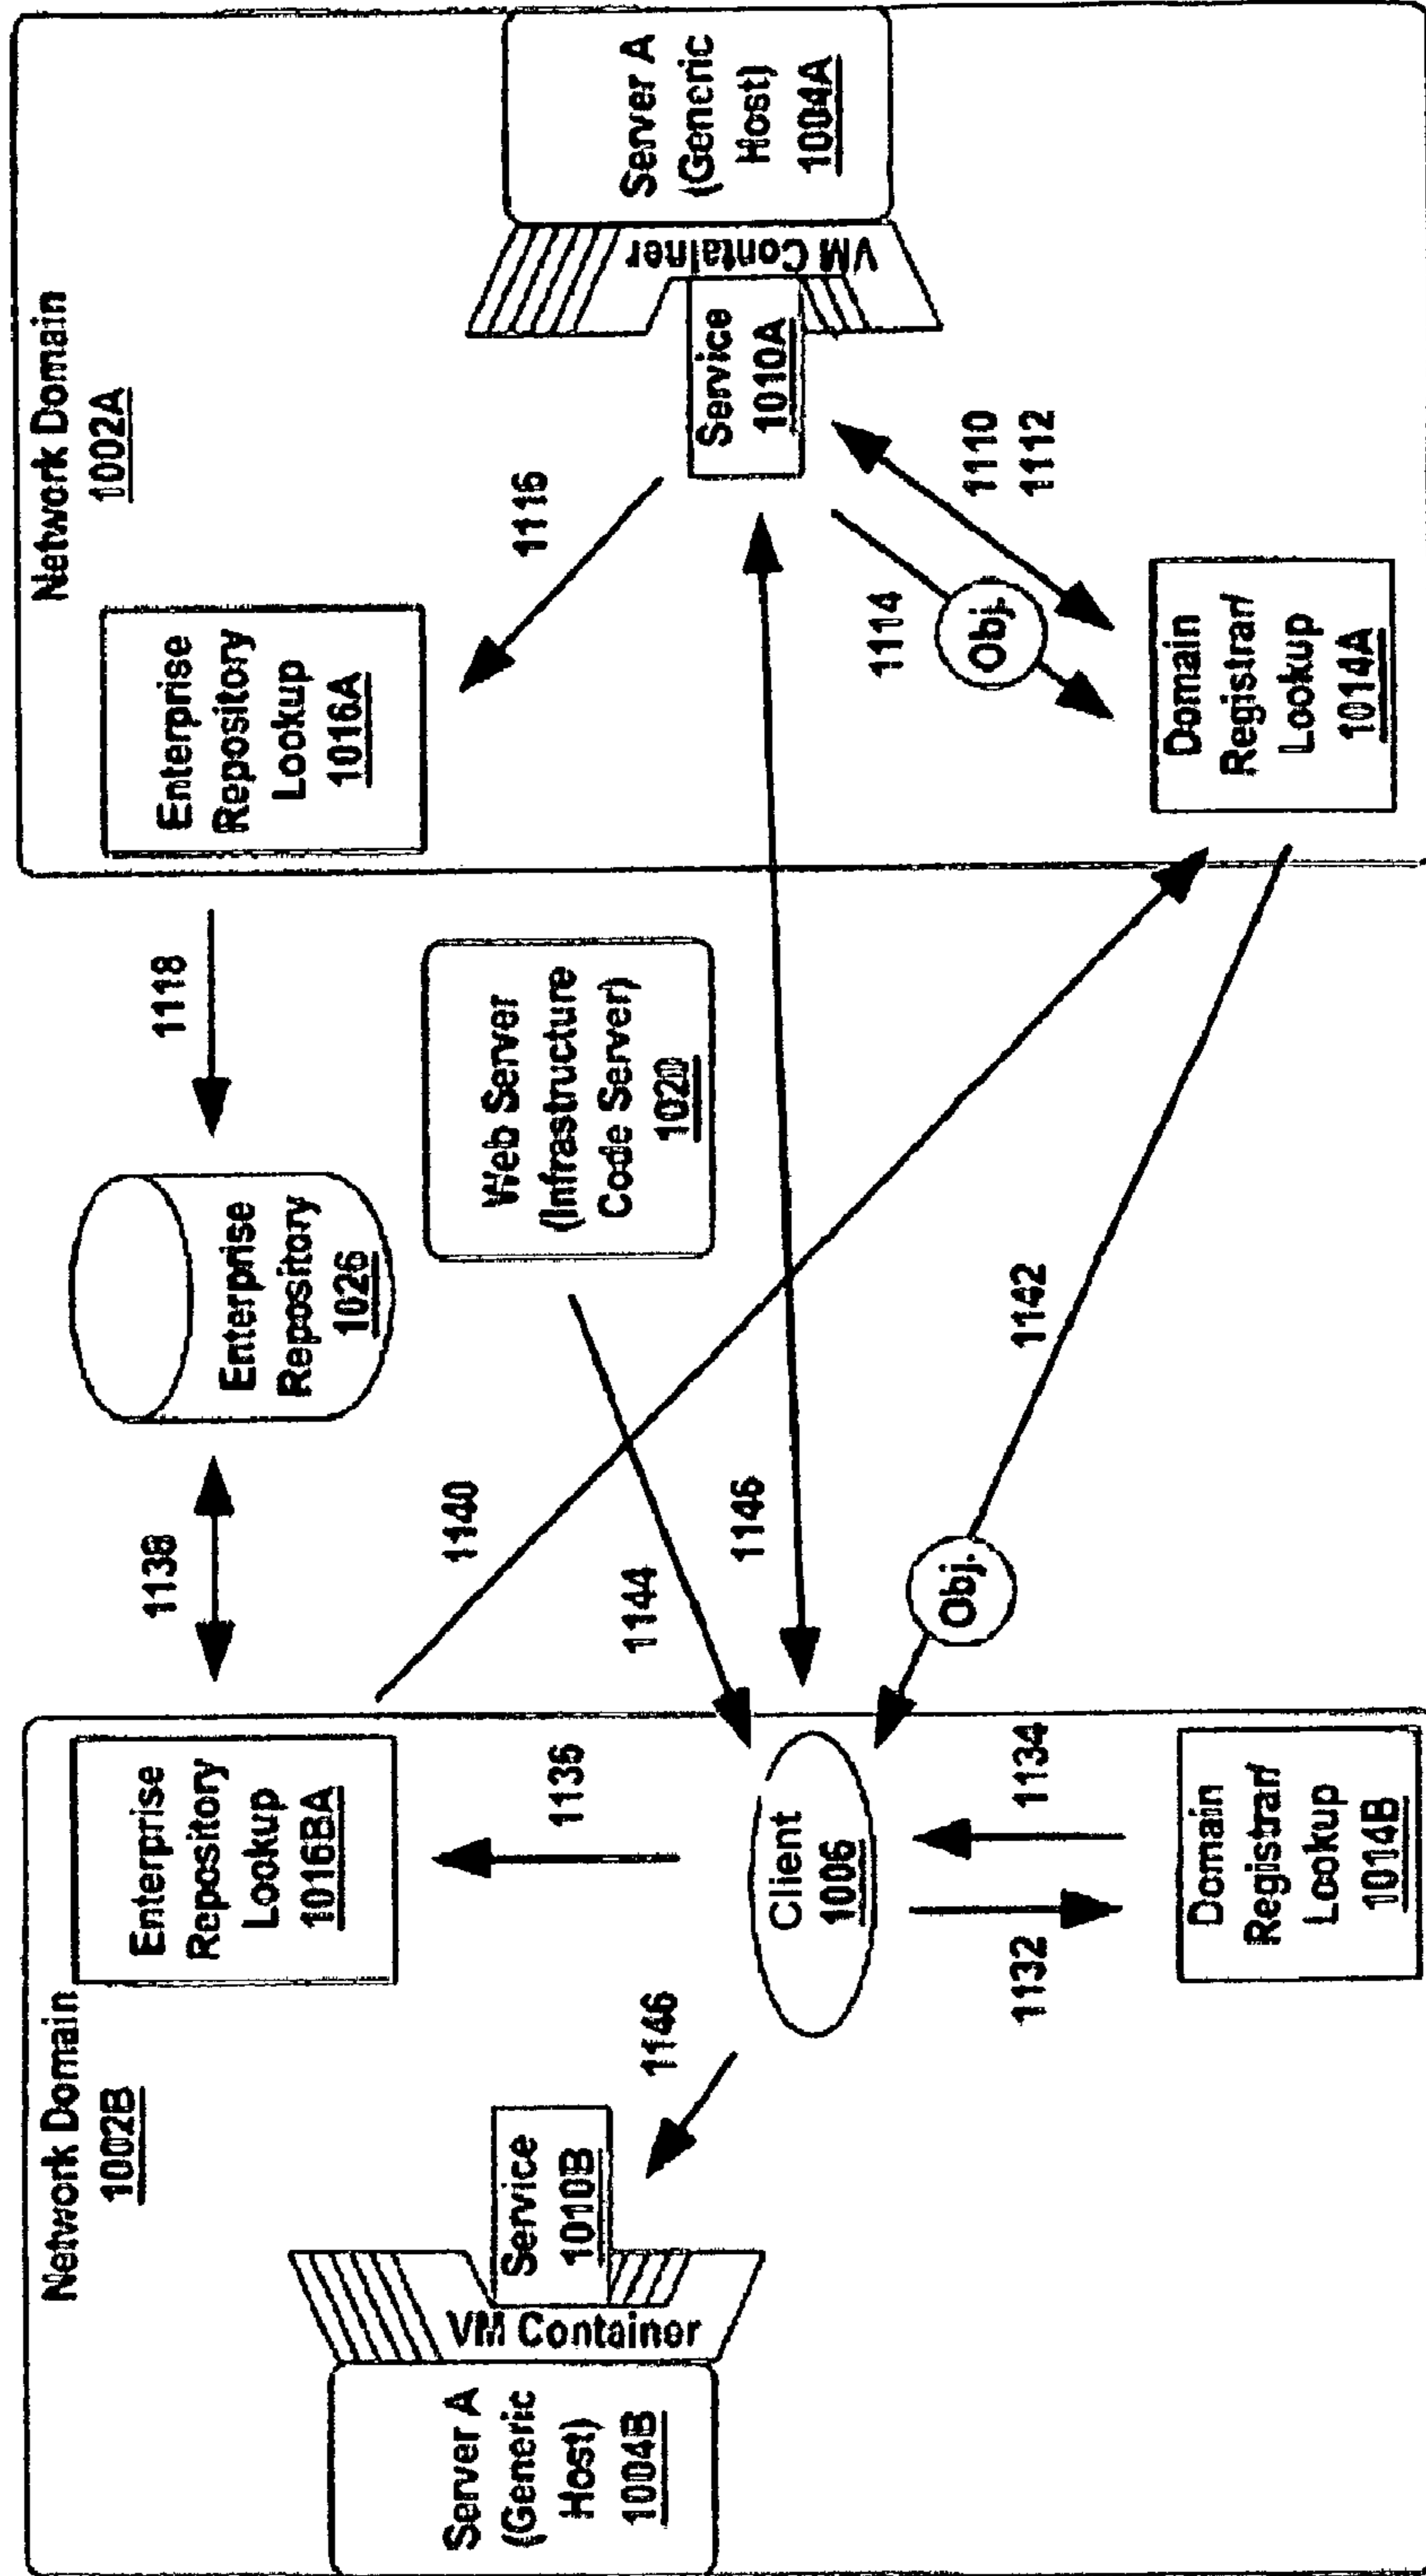 Network Domain
1002B
Server A
(Generic
Host)
1004B
VM Container
Service
1010B
1146
Enterprise
Repository
Lookup
1016BA
1136
Client
1006
1132
1134
Domain
Registrar/
Lookup
1014B
1138
Enterprise
Repository
1026
1118
1140
1144
Web Server
(Infrastructure
Code Server)
1020
1146
Obj.
1142
Network Domain
1002A
Enterprise
Repository
Lookup
1016A
1116
Service
1010A
VM Container
Server A
(Generic
Host)
1004A
1114
Obj.
1110
1112
Domain
Registrar/
Lookup
1014A